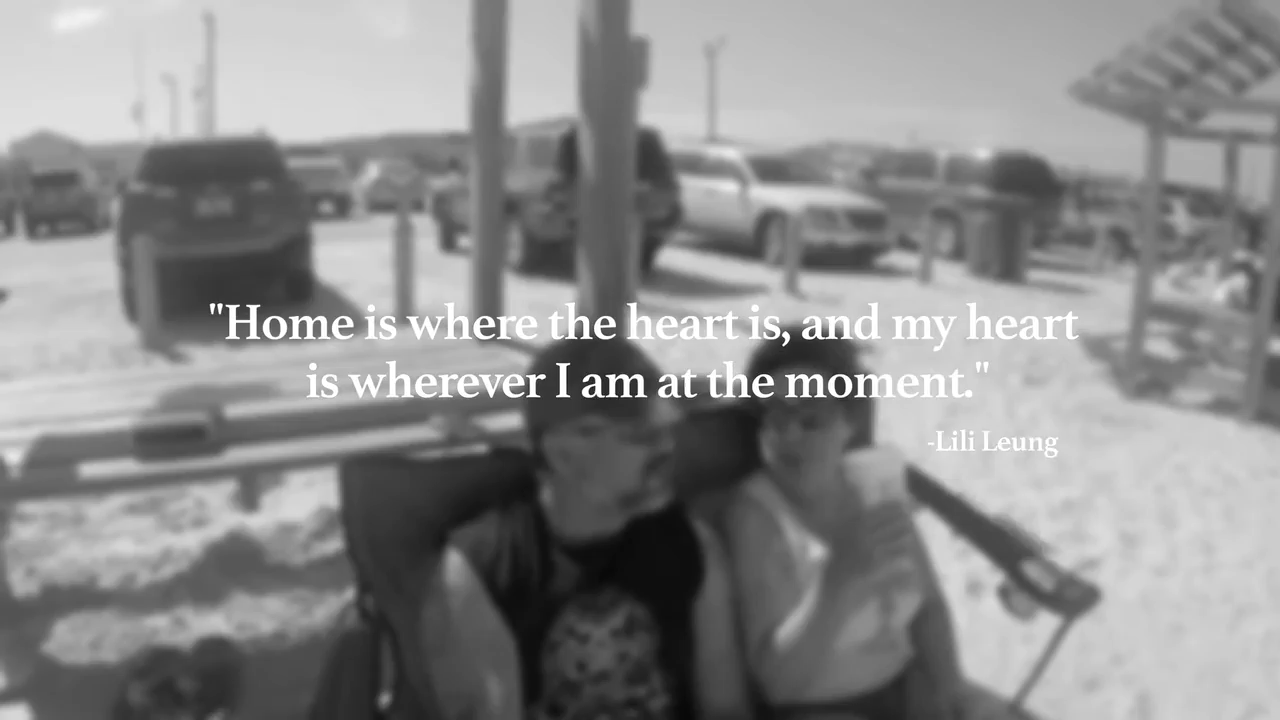 "Home is where the heart is, and my heart
is wherever I am at the moment."
-Lili Leung